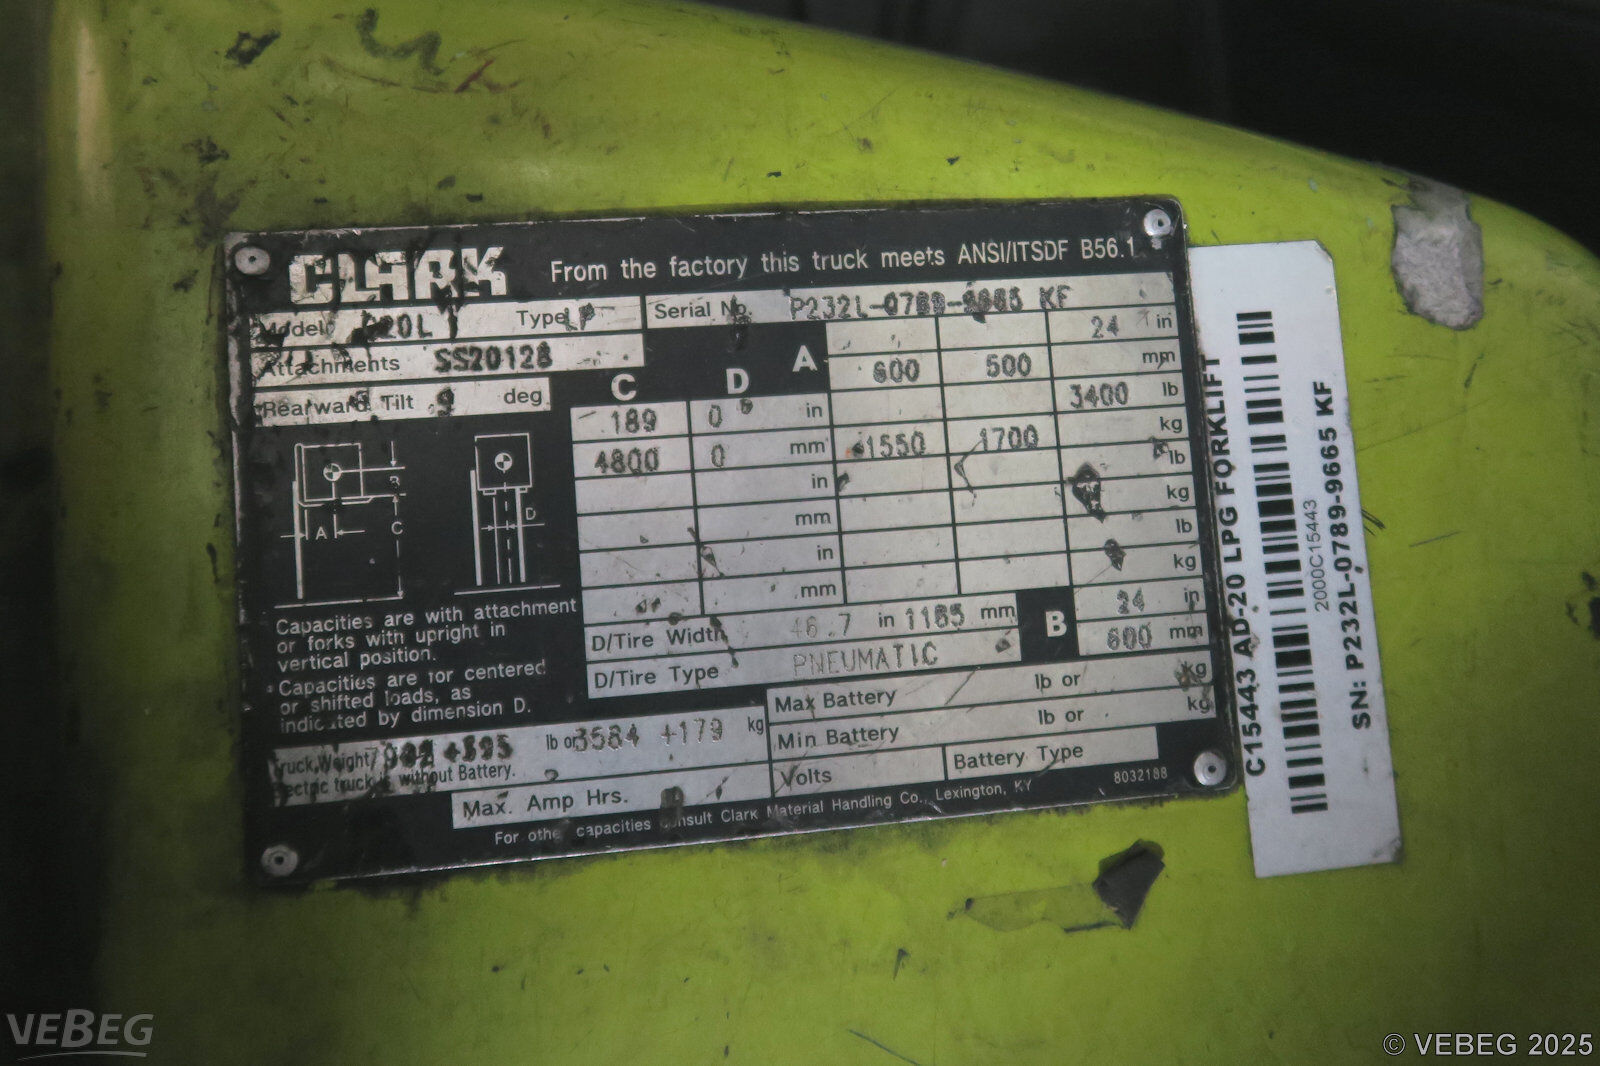 CLARK
From the factory this truck meets ANSI/ITSDF B56.1
Model C20L Type LP Serial No. P232L-0789-9665 KF
Attachments SS20128
Rearward Tilt 9 deg
C D A 24 in
600 500 mm
189 0 in 3400 lb
4800 0 mm 1550 1700 kg
in lb
mm kg
in lb
mm kg
A B C D
Capacities are with attachment
or forks with upright in
vertical position.
Capacities are for centered
or shifted loads, as
indicated by dimension D.
D/Tire Width 46.7 in 1185 mm B 24 in
D/Tire Type PNEUMATIC 600 mm
Max Battery lb or kg
Min Battery lb or kg
Volts Battery Type
Truck Weight +395 lb or 3584 +179 kg
Electric truck is without Battery.
Max. Amp Hrs.
8032188
For other capacities consult Clark Material Handling Co., Lexington, KY
C15443 AD-20 LPG FORKLIFT
2000C15443
SN: P232L-0789-9665 KF
VEBEG
© VEBEG 2025